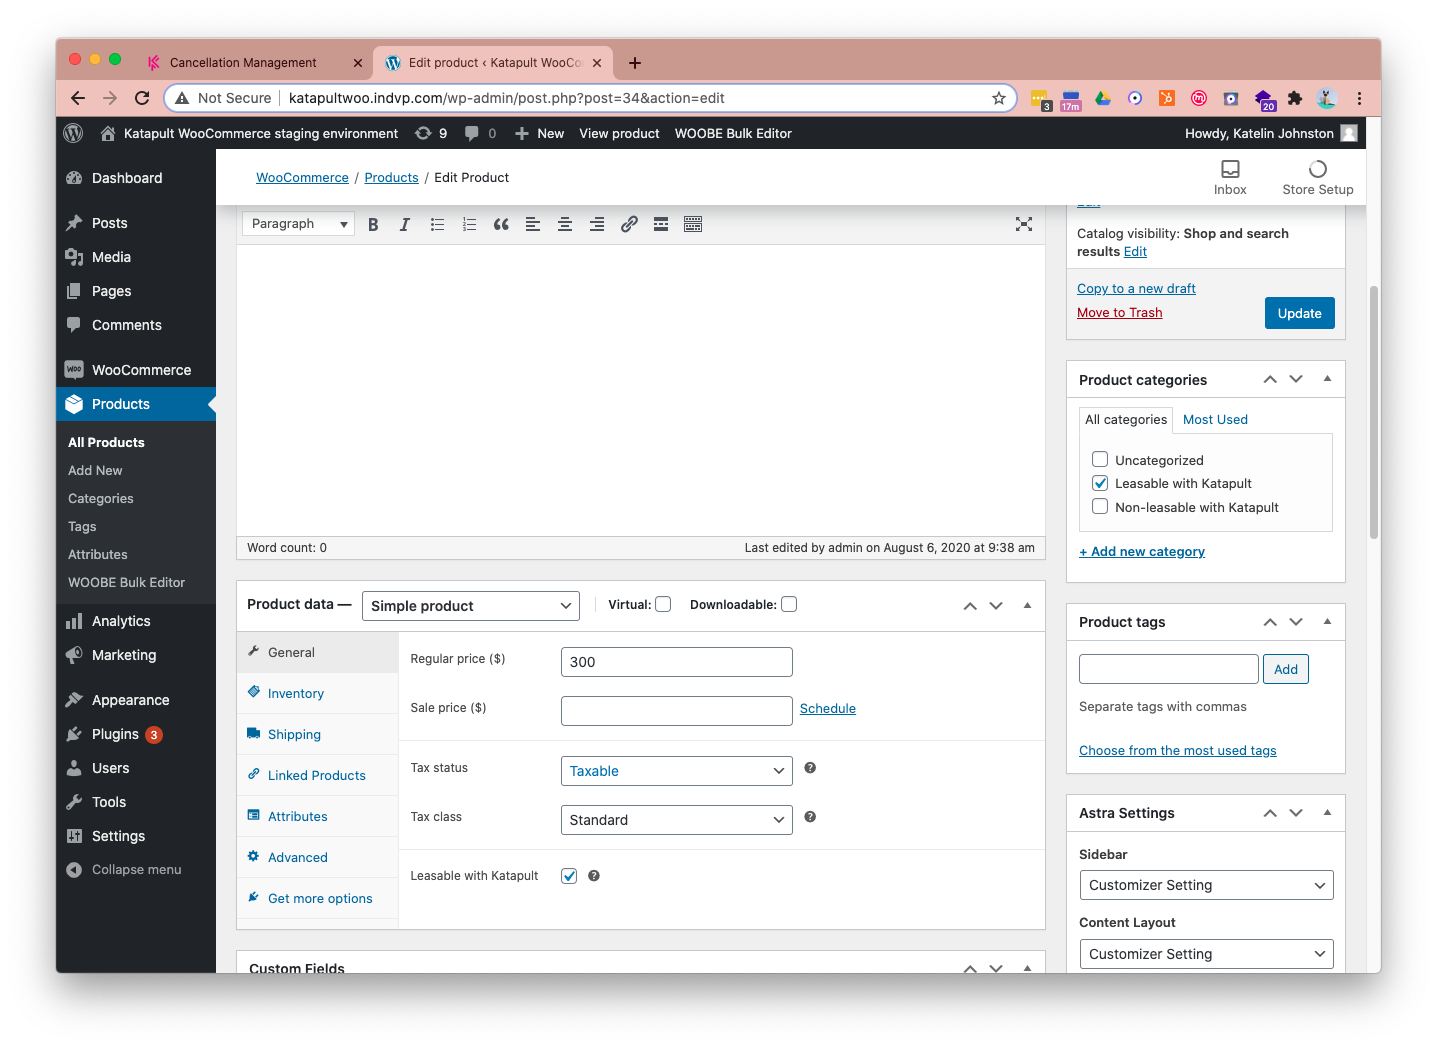 Cancellation Management
Edit product ‹ Katapult WooCo
Not Secure
katapultwoo.indvp.com/wp-admin/post.php?post=34&action=edit
3
17m
20
Katapult WooCommerce staging environment
9
0
New
View product
WOOBE Bulk Editor
Howdy, Katelin Johnston
WooCommerce / Products / Edit Product
Inbox
Store Setup
Dashboard
Posts
Media
Pages
Comments
WOO
WooCommerce
Products
All Products
Add New
Categories
Tags
Attributes
WOOBE Bulk Editor
Analytics
Marketing
Appearance
Plugins 3
Users
Tools
Settings
Collapse menu
Paragraph
B
I
Word count: 0
Last edited by admin on August 6, 2020 at 9:38 am
Product data —
Simple product
Virtual:
Downloadable:
General
Inventory
Shipping
Linked Products
Attributes
Advanced
Get more options
Regular price ($)
300
Sale price ($)
Schedule
Tax status
Taxable
Tax class
Standard
Leasable with Katapult
Custom Fields
Edit
Catalog visibility: Shop and search
results Edit
Copy to a new draft
Move to Trash
Update
Product categories
All categories
Most Used
Uncategorized
Leasable with Katapult
Non-leasable with Katapult
+ Add new category
Product tags
Add
Separate tags with commas
Choose from the most used tags
Astra Settings
Sidebar
Customizer Setting
Content Layout
Customizer Setting